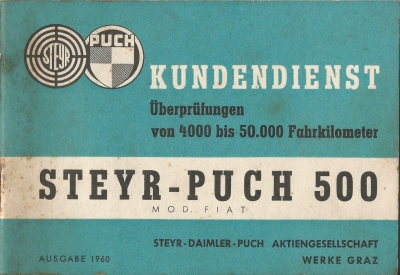 STEYR
PUCH
KUNDENDIENST
Überprüfungen
von 4000 bis 50.000 Fahrkilometer
STEYR-PUCH 500
MOD. FIAT
STEYR-DAIMLER-PUCH AKTIENGESELLSCHAFT
AUSGABE 1960
WERKE GRAZ